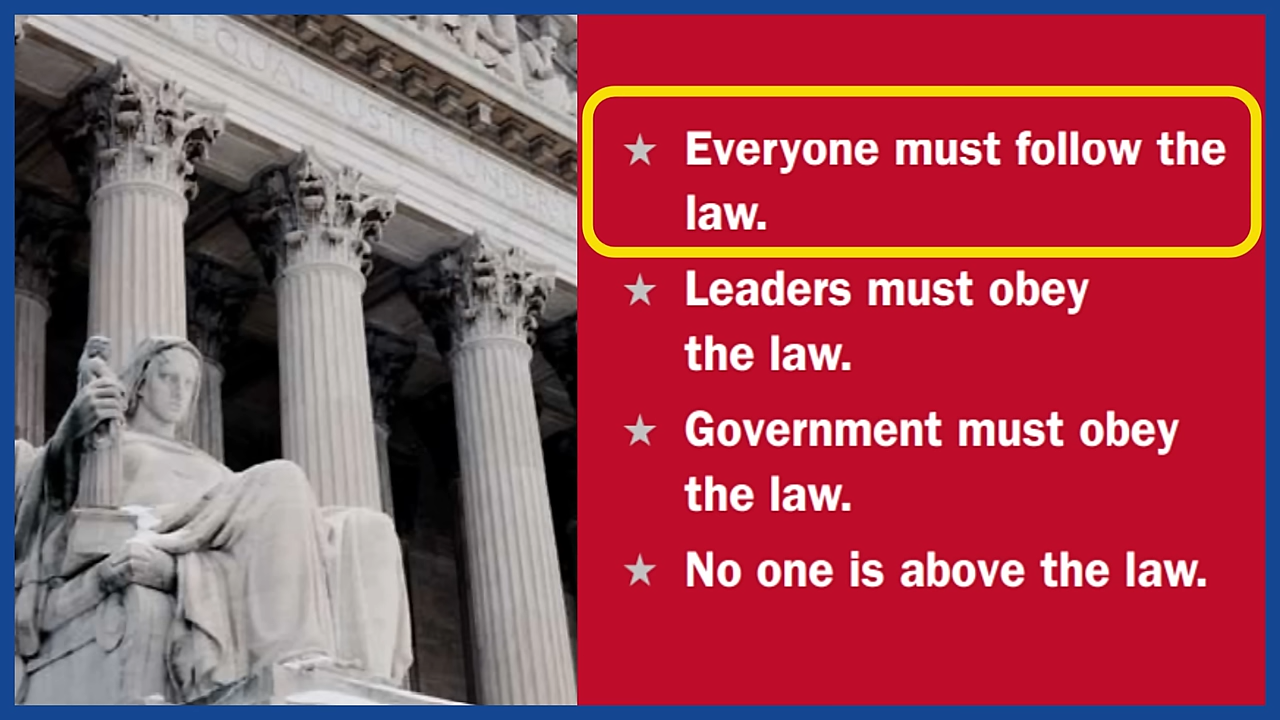 EQUAL JUSTICE UNDER
Everyone must follow the
law.
Leaders must obey
the law.
Government must obey
the law.
No one is above the law.